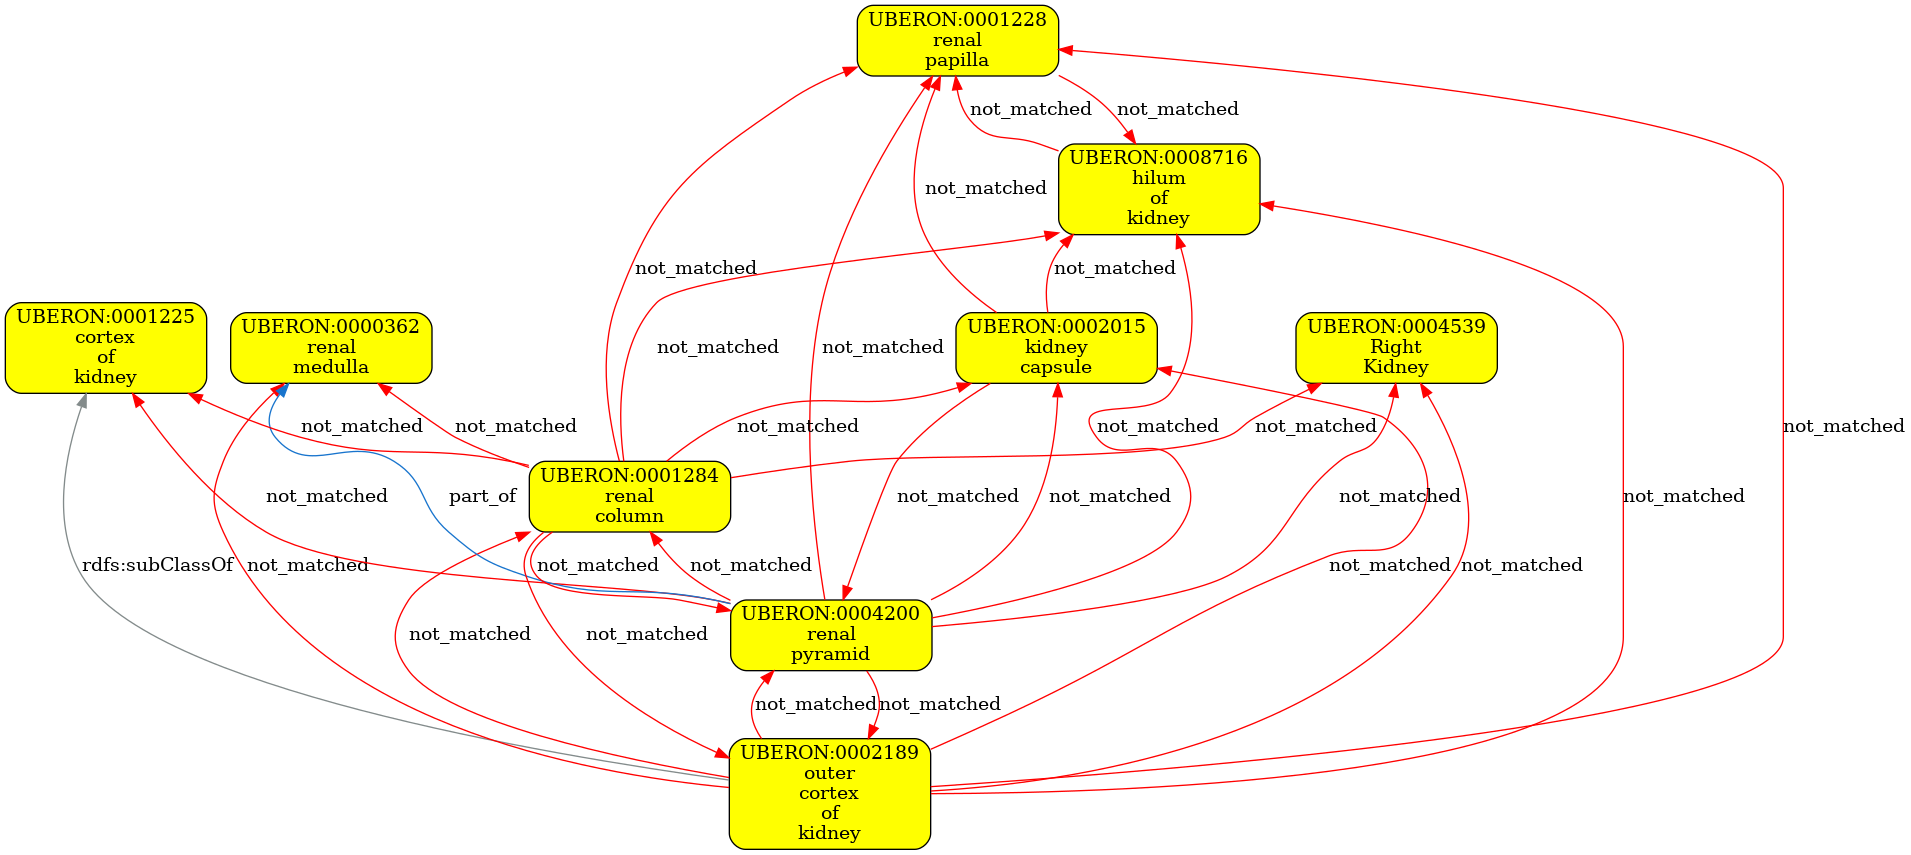 UBERON:0001228
renal
papilla
not_matched
not_matched
UBERON:0008716
hilum
of
kidney
not_matched
not_matched
not_matched
UBERON:0001225
cortex
of
kidney
UBERON:0000362
renal
medulla
not_matched
not_matched
UBERON:0002015
kidney
capsule
UBERON:0004539
Right
Kidney
not_matched
not_matched
not_matched
not_matched
not_matched
not_matched
UBERON:0001284
renal
column
not_matched
part_of
not_matched
not_matched
not_matched
not_matched
rdfs:subClassOf
not_matched
not_matched
not_matched
not_matched
not_matched
UBERON:0004200
renal
pyramid
not_matched
not_matched
not_matched
not_matched
UBERON:0002189
outer
cortex
of
kidney